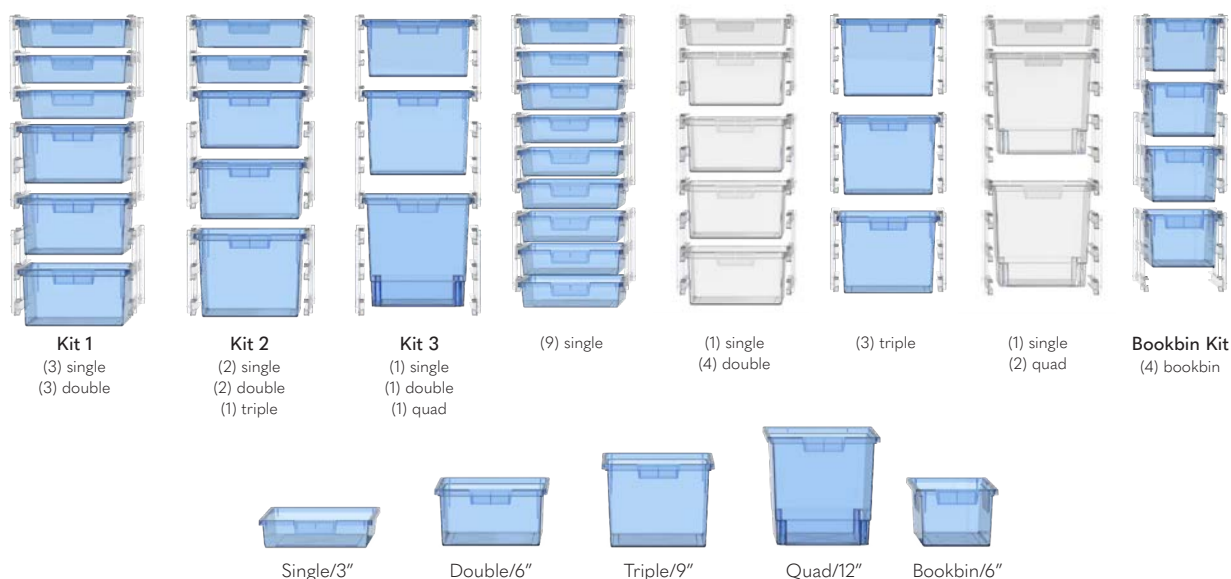 Kit 1
(3) single
(3) double
Kit 2
(2) single
(2) double
(1) triple
Kit 3
(1) single
(1) double
(1) quad
(9) single
(1) single
(4) double
(3) triple
(1) single
(2) quad
Bookbin Kit
(4) bookbin
Single/3″
Double/6″
Triple/9″
Quad/12″
Bookbin/6″